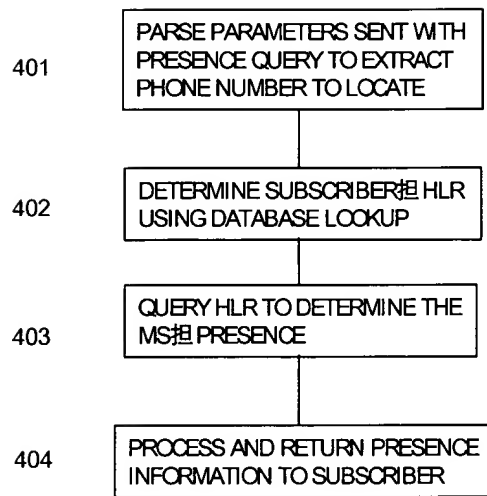 401
PARSE PARAMETERS SENT WITH
PRESENCE QUERY TO EXTRACT
PHONE NUMBER TO LOCATE
402
DETERMINE SUBSCRIBER担 HLR
USING DATABASE LOOKUP
403
QUERY HLR TO DETERMINE THE
MS担 PRESENCE
404
PROCESS AND RETURN PRESENCE
INFORMATION TO SUBSCRIBER